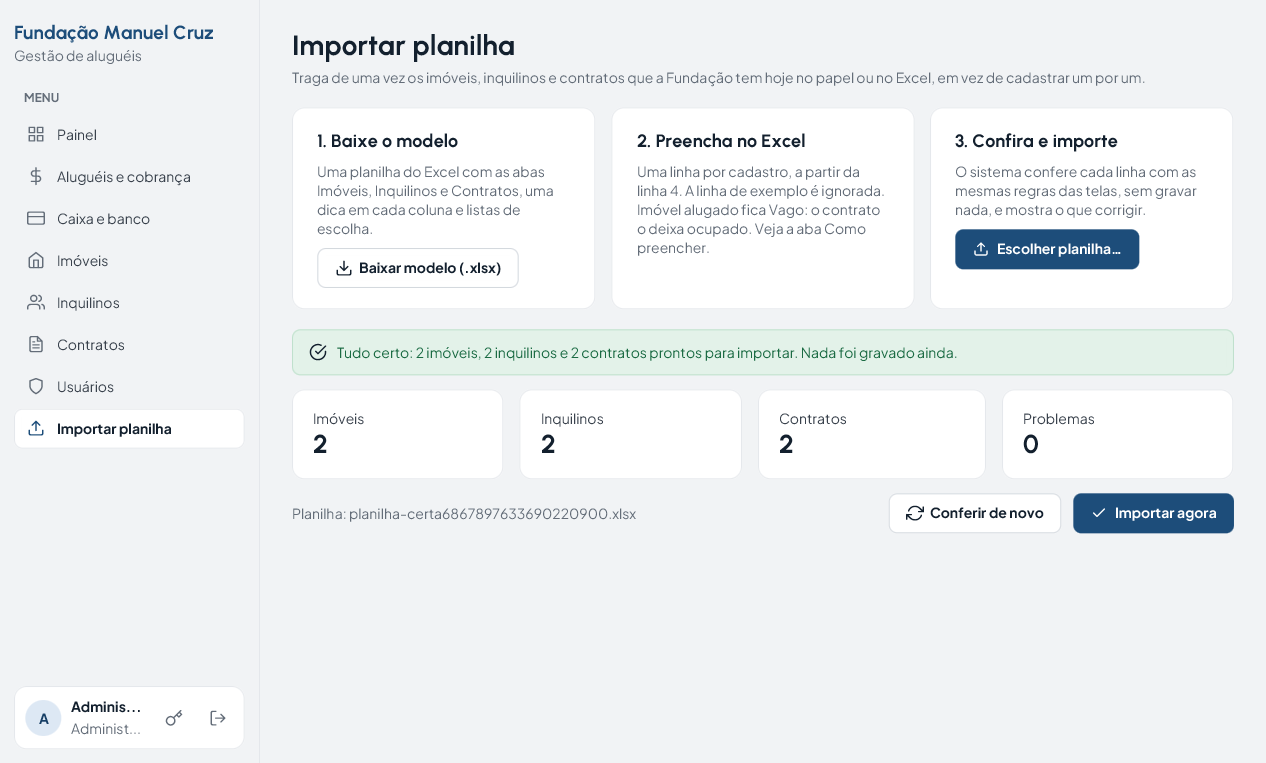 Fundação Manuel Cruz
Gestão de aluguéis
MENU
Painel
Aluguéis e cobrança
Caixa e banco
Imóveis
Inquilinos
Contratos
Usuários
Importar planilha
A
Adminis...
Administ...
Importar planilha
Traga de uma vez os imóveis, inquilinos e contratos que a Fundação tem hoje no papel ou no Excel, em vez de cadastrar um por um.
1. Baixe o modelo
Uma planilha do Excel com as abas
Imóveis, Inquilinos e Contratos, uma
dica em cada coluna e listas de
escolha.
Baixar modelo (.xlsx)
2. Preencha no Excel
Uma linha por cadastro, a partir da
linha 4. A linha de exemplo é ignorada.
Imóvel alugado fica Vago: o contrato
o deixa ocupado. Veja a aba Como
preencher.
3. Confira e importe
O sistema confere cada linha com as
mesmas regras das telas, sem gravar
nada, e mostra o que corrigir.
Escolher planilha…
Tudo certo: 2 imóveis, 2 inquilinos e 2 contratos prontos para importar. Nada foi gravado ainda.
Imóveis
2
Inquilinos
2
Contratos
2
Problemas
0
Planilha: planilha-certa6867897633690220900.xlsx
Conferir de novo
Importar agora